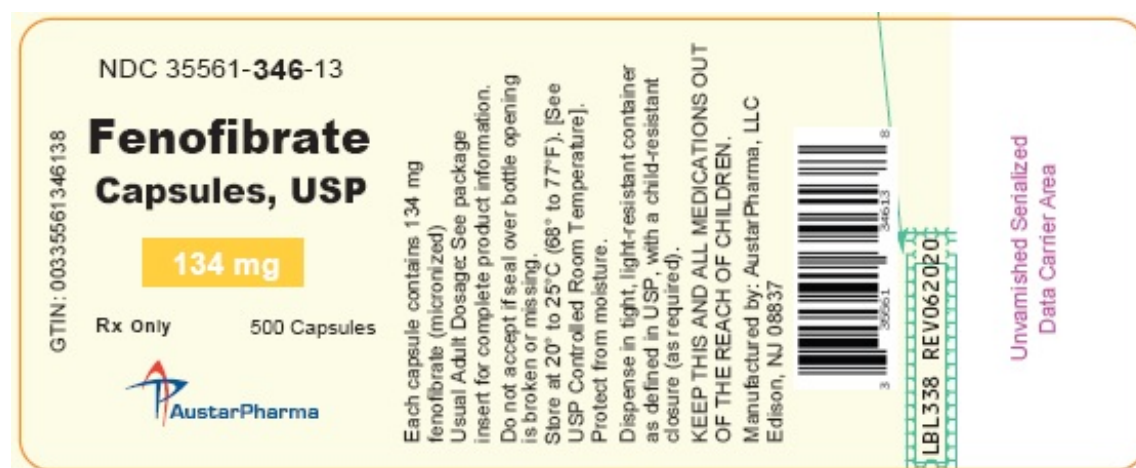 GTIN: 00335561346138
NDC 35561-346-13
Fenofibrate
Capsules, USP
134 mg
Rx Only 500 Capsules
AustarPharma
Each capsule contains 134 mg
fenofibrate (micronized)
Usual Adult Dosage: See package
insert for complete product information.
Do not accept if seal over bottle opening
is broken or missing.
Store at 20° to 25°C (68° to 77°F). [See
USP Controlled Room Temperature].
Protect from moisture.
Dispense in tight, light-resistant container
as defined in USP, with a child-resistant
closure (as required).
KEEP THIS AND ALL MEDICATIONS OUT
OF THE REACH OF CHILDREN.
Manufactured by: AustarPharma, LLC
Edison, NJ 08837
3 35561 34613 8
LBL338 REV062020
Unvarnished Serialized
Data Carrier Area